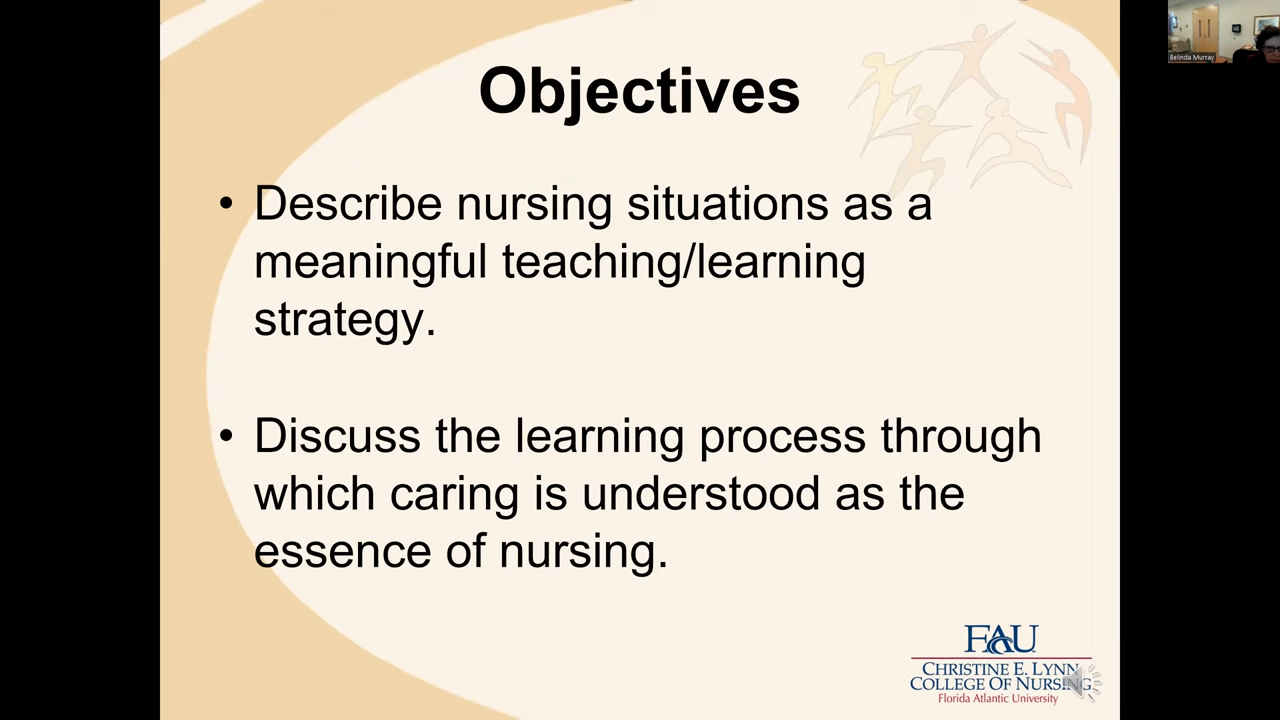 Objectives
• Describe nursing situations as a
meaningful teaching/learning
strategy.
• Discuss the learning process through
which caring is understood as the
essence of nursing.
FAU
CHRISTINE E. LYNN
COLLEGE OF NURSING
Florida Atlantic University
Belinda Murray